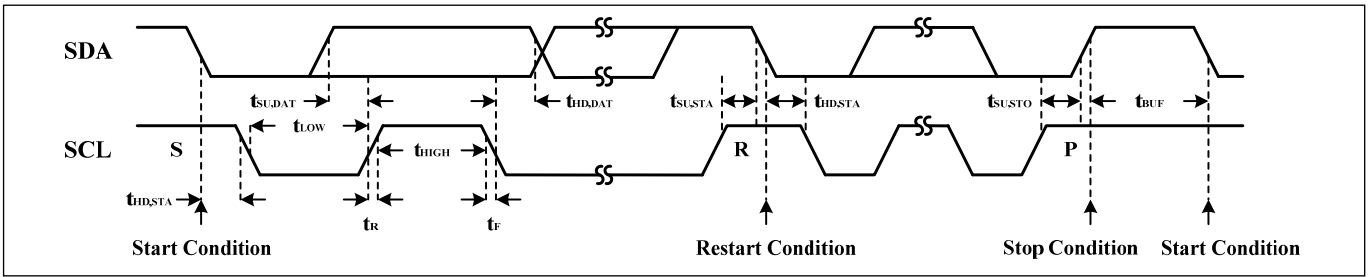 SDA
tSU,DAT
tHD,DAT
tSU,STA
tHD,STA
tSU,STO
tBUF
tLOW
SCL
S
tHIGH
R
P
tHD,STA
tR
tF
Start Condition
Restart Condition
Stop Condition
Start Condition